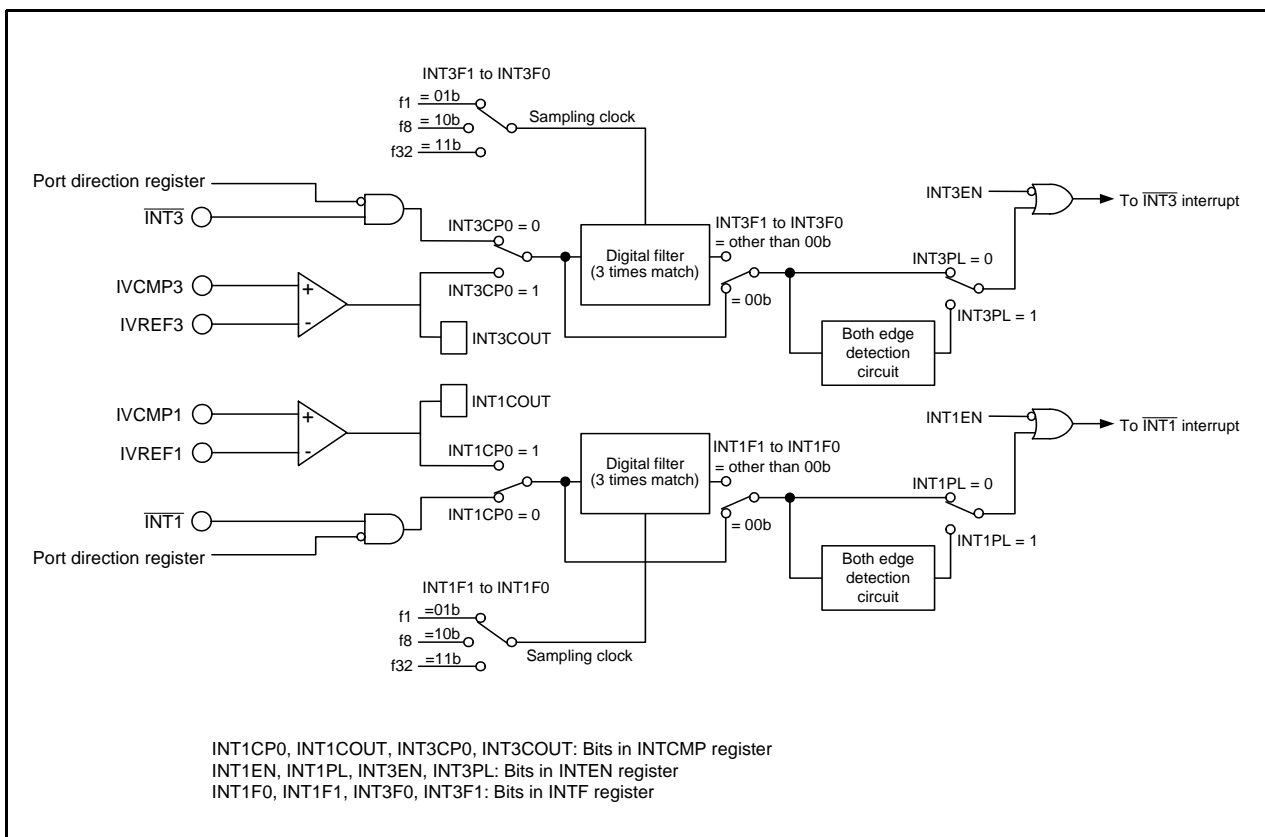 INT3F1 to INT3F0
f1 = 01b
f8 = 10b
f32 = 11b
Sampling clock
Port direction register
INT3
INT3CP0 = 0
IVCMP3
+
IVREF3
-
INT3CP0 = 1
INT3COUT
Digital filter
(3 times match)
INT3F1 to INT3F0
= other than 00b
= 00b
INT3EN
To INT3 interrupt
INT3PL = 0
INT3PL = 1
Both edge
detection
circuit
IVCMP1
+
IVREF1
-
INT1COUT
INT1CP0 = 1
INT1
INT1CP0 = 0
Port direction register
Digital filter
(3 times match)
INT1F1 to INT1F0
= other than 00b
= 00b
INT1EN
To INT1 interrupt
INT1PL = 0
INT1PL = 1
Both edge
detection
circuit
INT1F1 to INT1F0
f1 =01b
f8 =10b
f32 =11b
Sampling clock
INT1CP0, INT1COUT, INT3CP0, INT3COUT: Bits in INTCMP register
INT1EN, INT1PL, INT3EN, INT3PL: Bits in INTEN register
INT1F0, INT1F1, INT3F0, INT3F1: Bits in INTF register